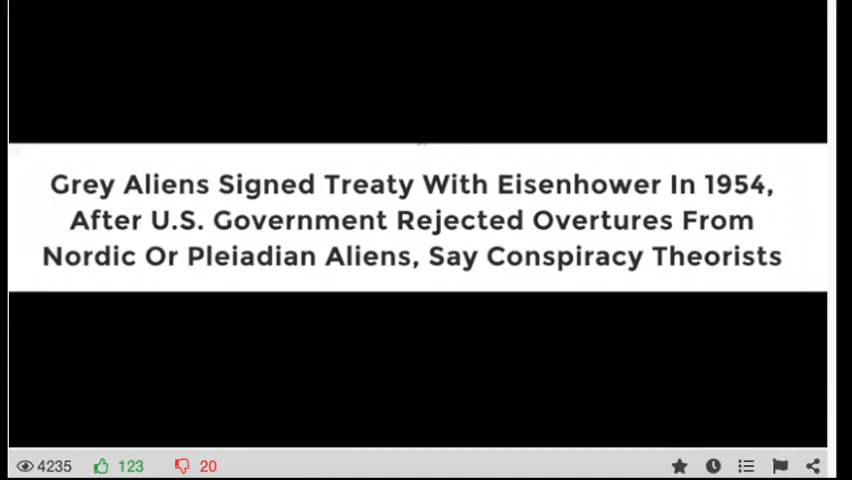 Grey Aliens Signed Treaty With Eisenhower In 1954,
After U.S. Government Rejected Overtures From
Nordic Or Pleiadian Aliens, Say Conspiracy Theorists
4235 123 20